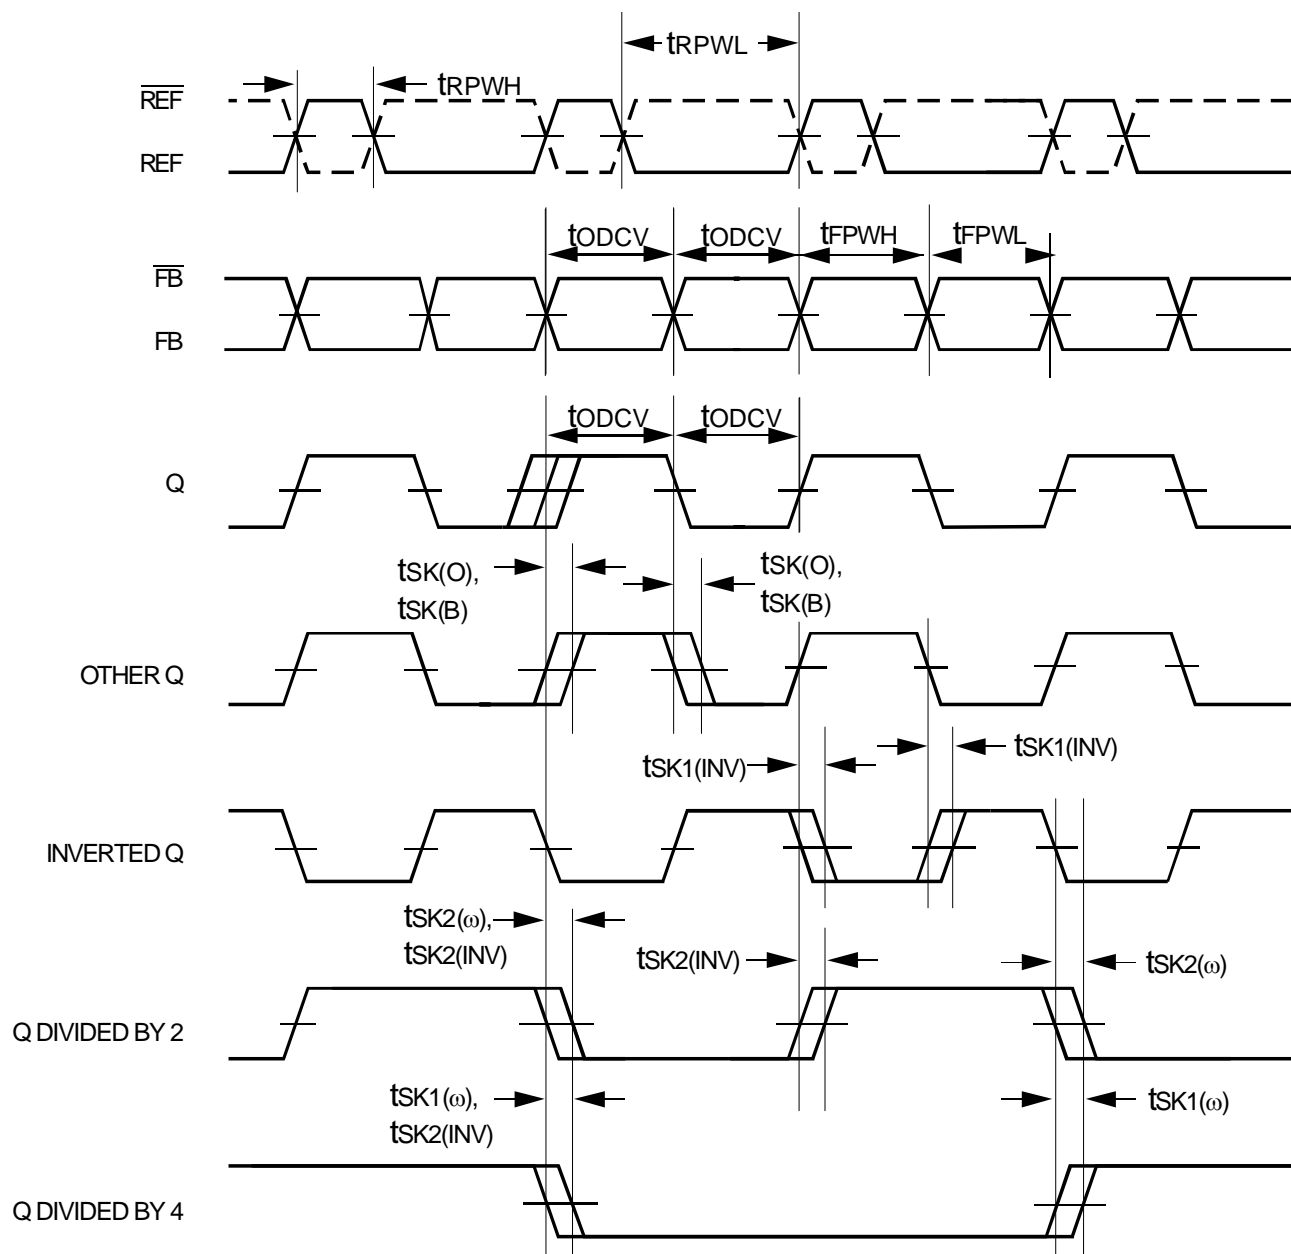 tRPWL
tRPWH
REF
REF
tODCV tODCV tFPWH tFPWL
FB
FB
tODCV tODCV
Q
tSK(O),
tSK(B)
tSK(O),
tSK(B)
OTHER Q
tSK1(INV)
tSK1(INV)
INVERTED Q
tSK2(ω),
tSK2(INV)
tSK2(INV)
tSK2(ω)
Q DIVIDED BY 2
tSK1(ω),
tSK2(INV)
tSK1(ω)
Q DIVIDED BY 4